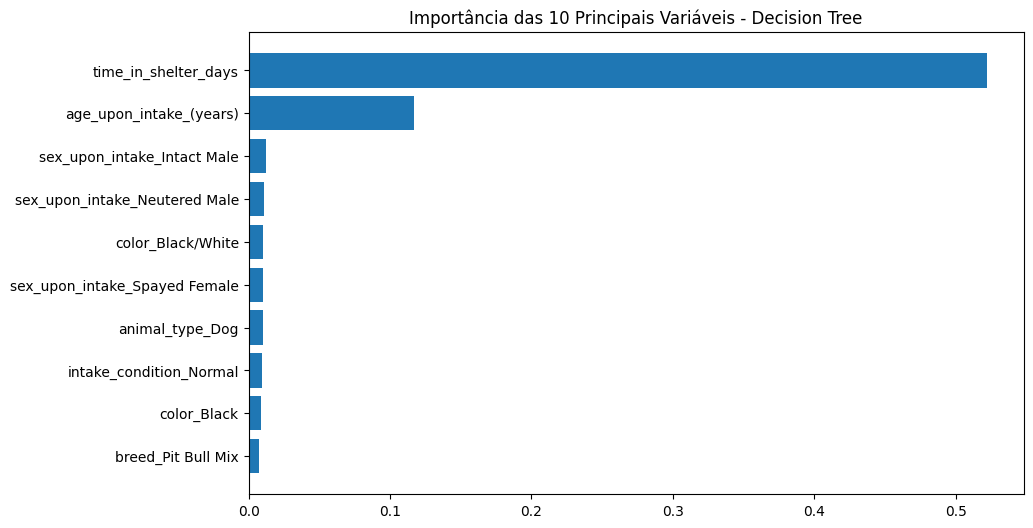 Importância das 10 Principais Variáveis - Decision Tree
time_in_shelter_days
age_upon_intake_(years)
sex_upon_intake_Intact Male
sex_upon_intake_Neutered Male
color_Black/White
sex_upon_intake_Spayed Female
animal_type_Dog
intake_condition_Normal
color_Black
breed_Pit Bull Mix
0.0 0.1 0.2 0.3 0.4 0.5